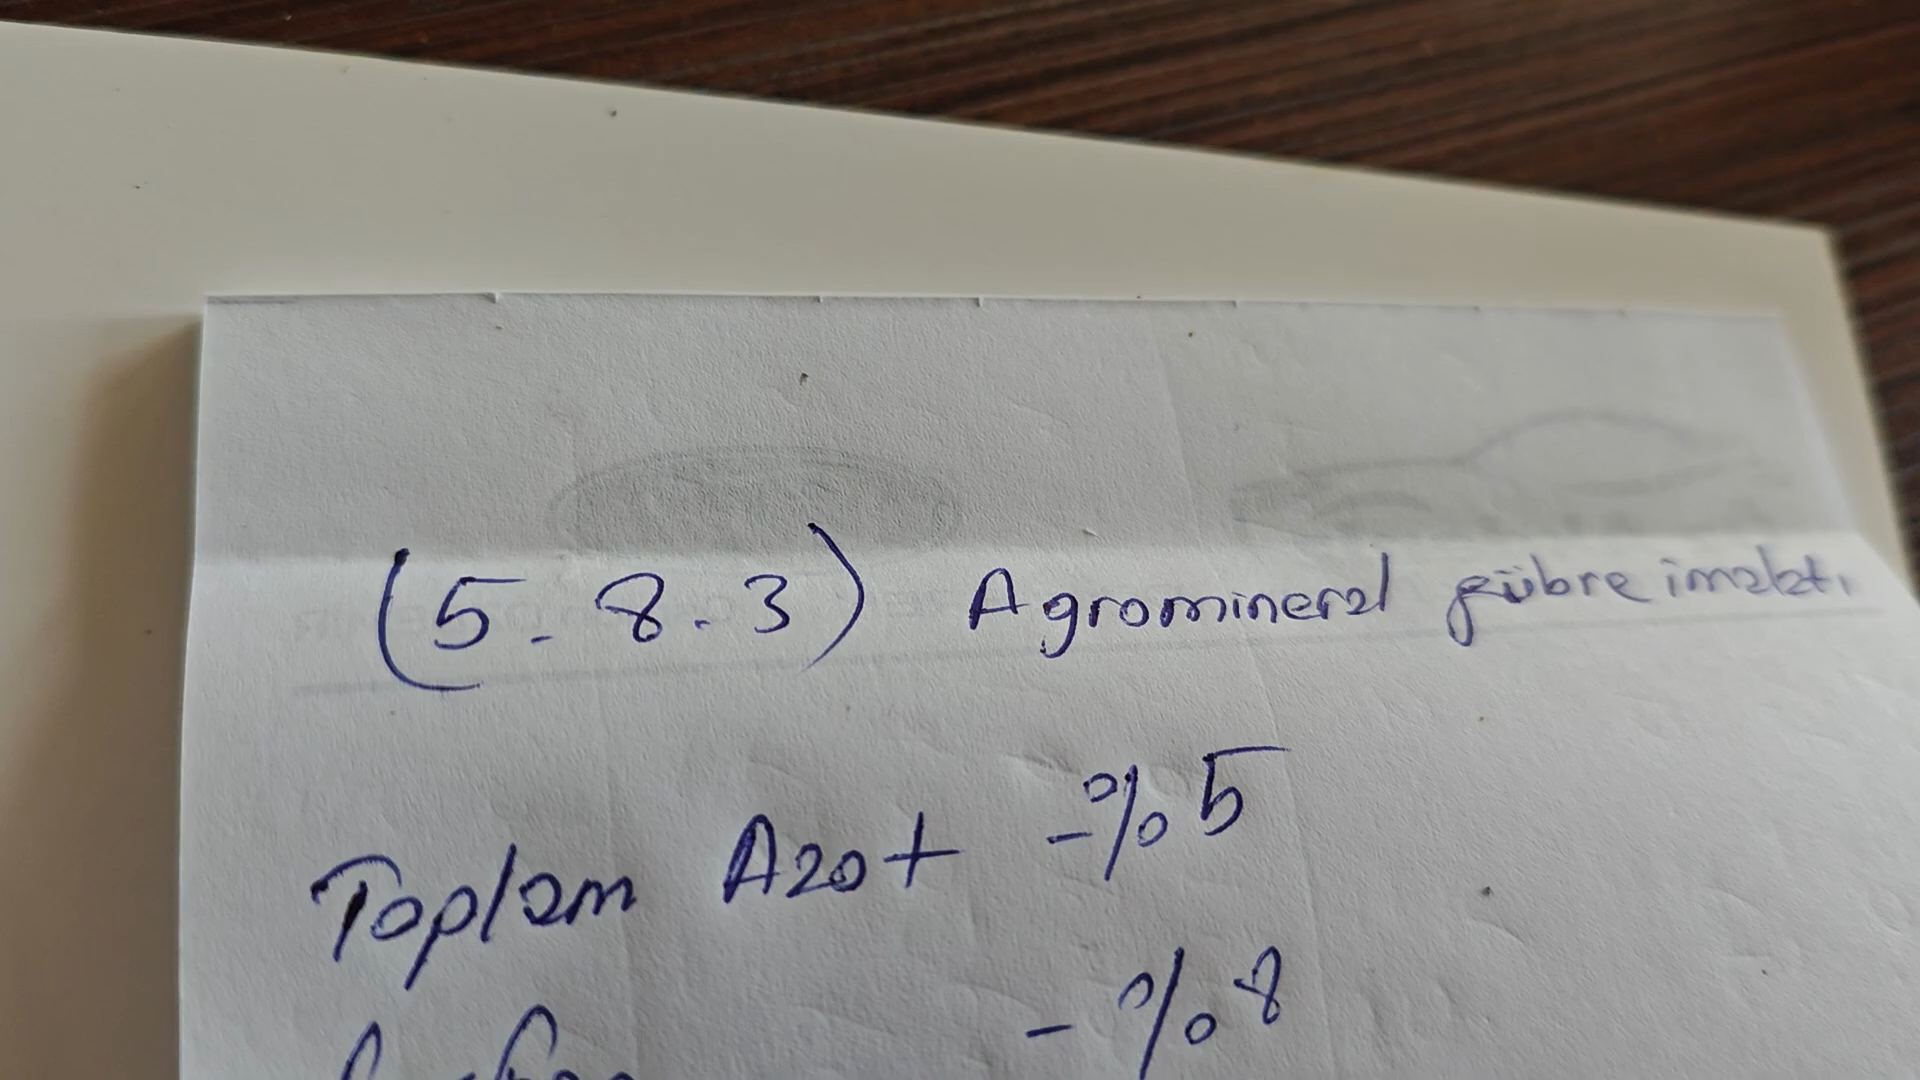 (5.8.3) Agromineral gübre imalatı
Toplam Azot -%5
-%8